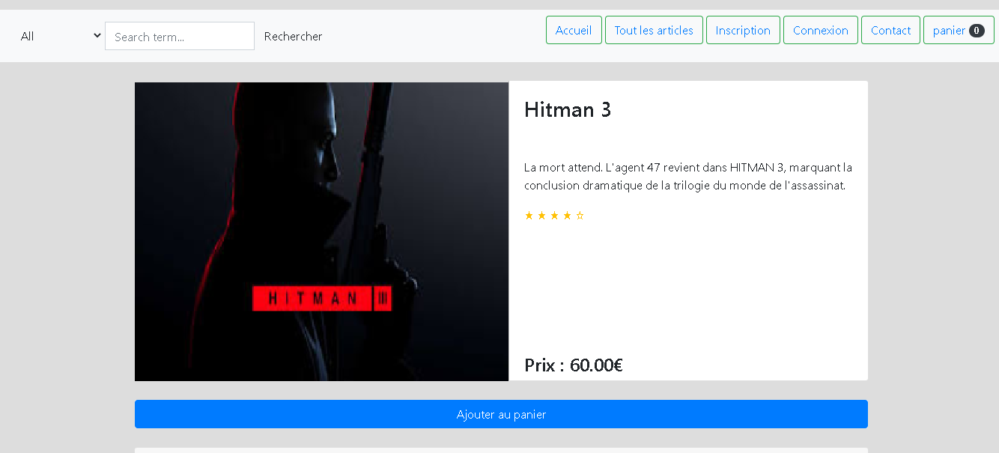 All
Search term...
Rechercher
Accueil
Tout les articles
Inscription
Connexion
Contact
panier 0
HITMAN III
Hitman 3
La mort attend. L'agent 47 revient dans HITMAN 3, marquant la
conclusion dramatique de la trilogie du monde de l'assassinat.
★ ★ ★ ★ ☆
Prix : 60.00€
Ajouter au panier